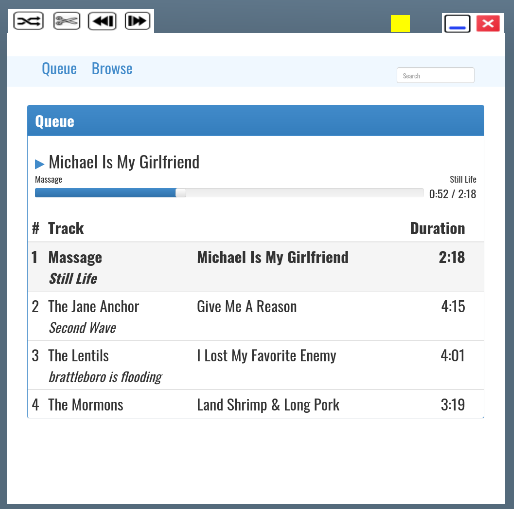 Queue Browse
Search
Queue
Michael Is My Girlfriend
Massage Still Life
0:52 / 2:18
# Track Duration
1 Massage Michael Is My Girlfriend 2:18
Still Life
2 The Jane Anchor Give Me A Reason 4:15
Second Wave
3 The Lentils I Lost My Favorite Enemy 4:01
brattleboro is flooding
4 The Mormons Land Shrimp & Long Pork 3:19